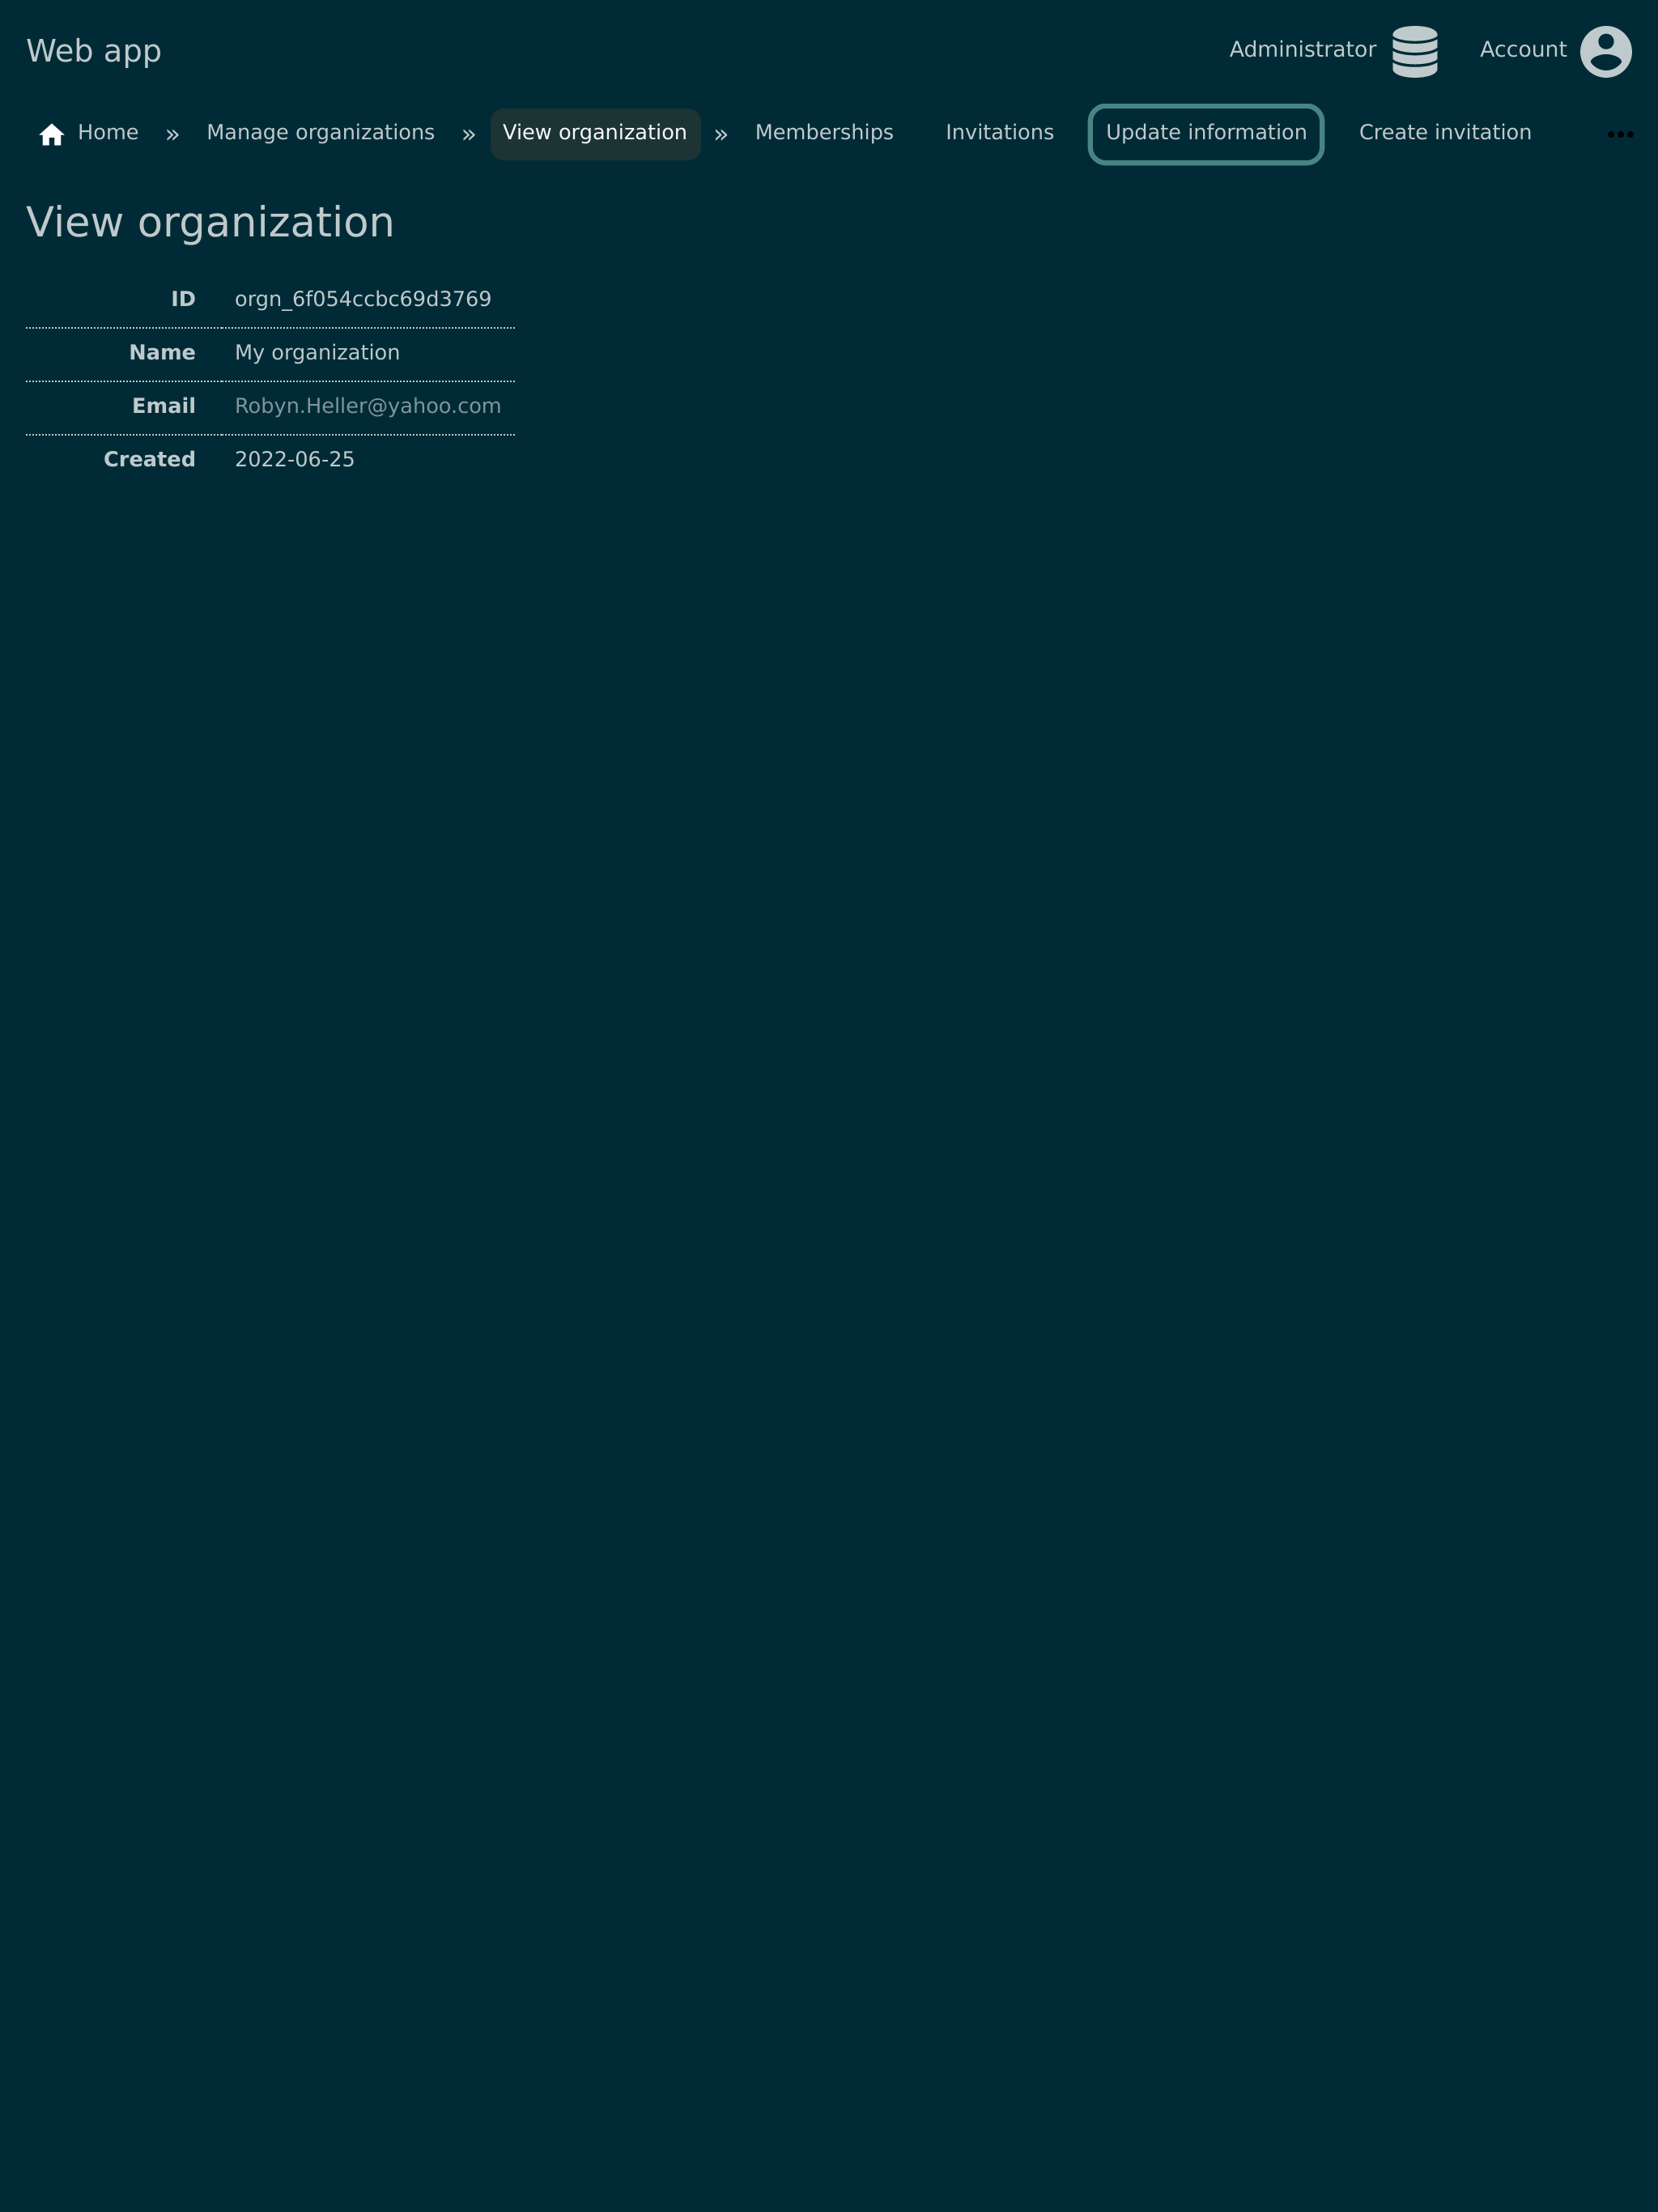 Web app
Administrator
Account
Home » Manage organizations » View organization » Memberships Invitations Update information Create invitation
View organization
ID orgn_6f054ccbc69d3769
Name My organization
Email Robyn.Heller@yahoo.com
Created 2022-06-25